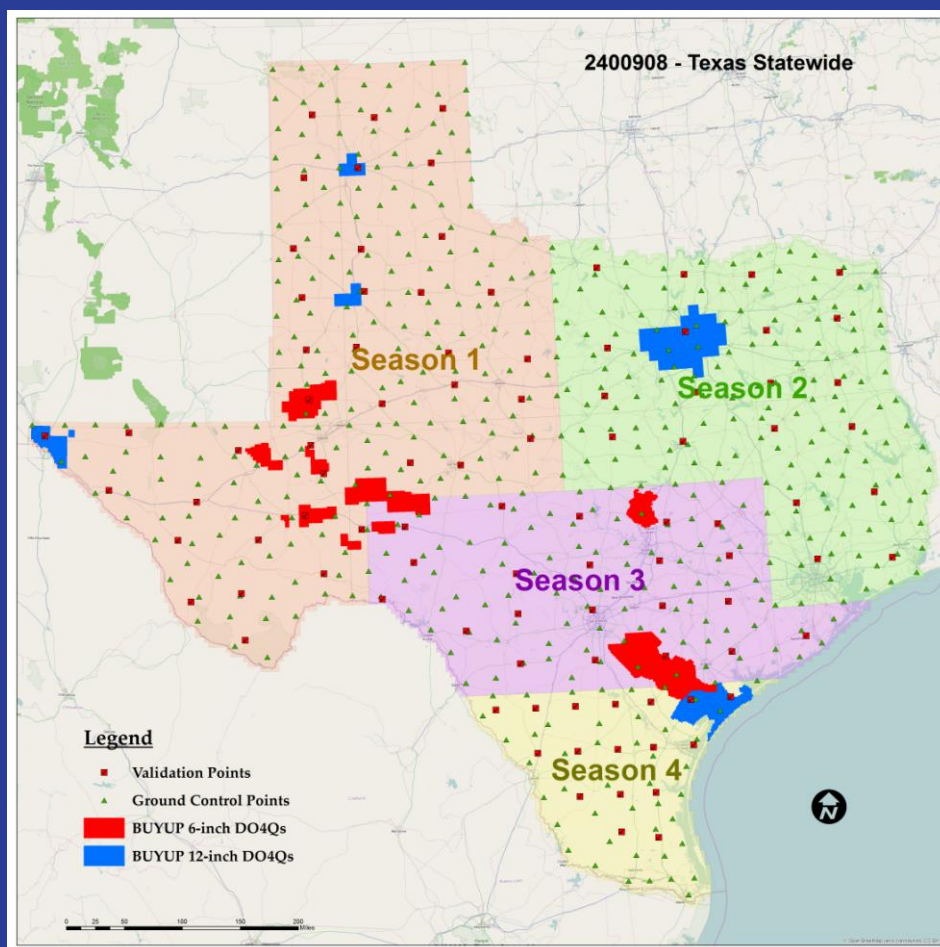 2400908 - Texas Statewide
Season 1
Season 2
Season 3
Season 4
Legend
Validation Points
Ground Control Points
BUYUP 6-inch DO4Qs
BUYUP 12-inch DO4Qs
0 25 50 100 150 200
Miles
N